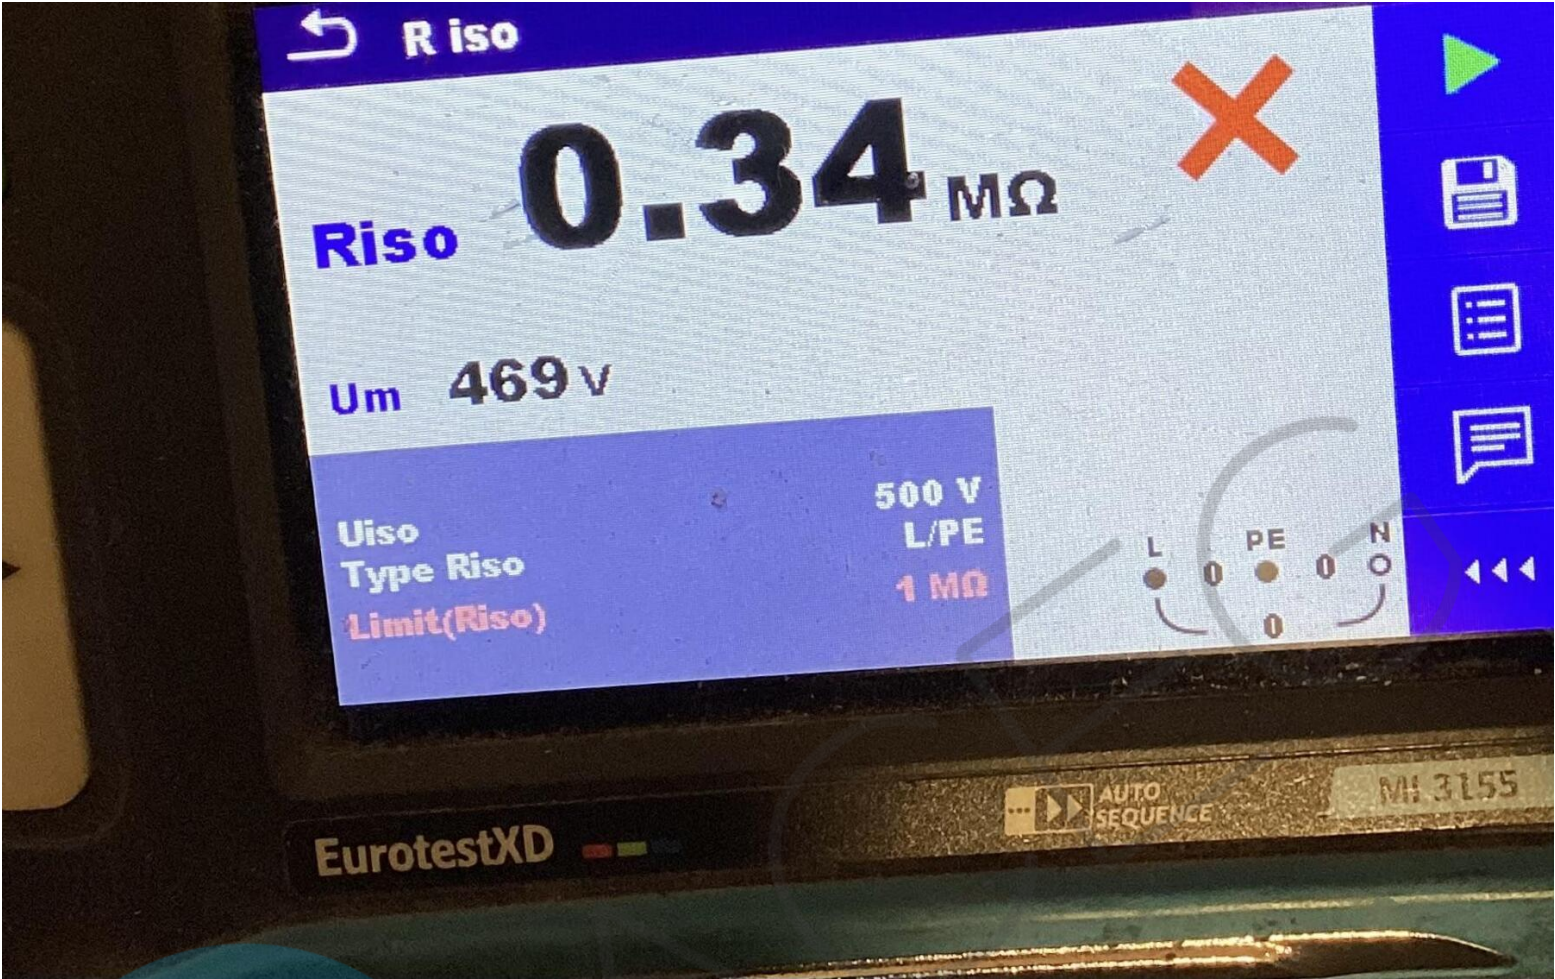 R iso
Riso 0.34 MΩ
Um 469 V
Uiso 500 V
Type Riso L/PE
Limit(Riso) 1 MΩ
L 0 PE 0 N
0
EurotestXD
AUTO
SEQUENCE
MI 3155